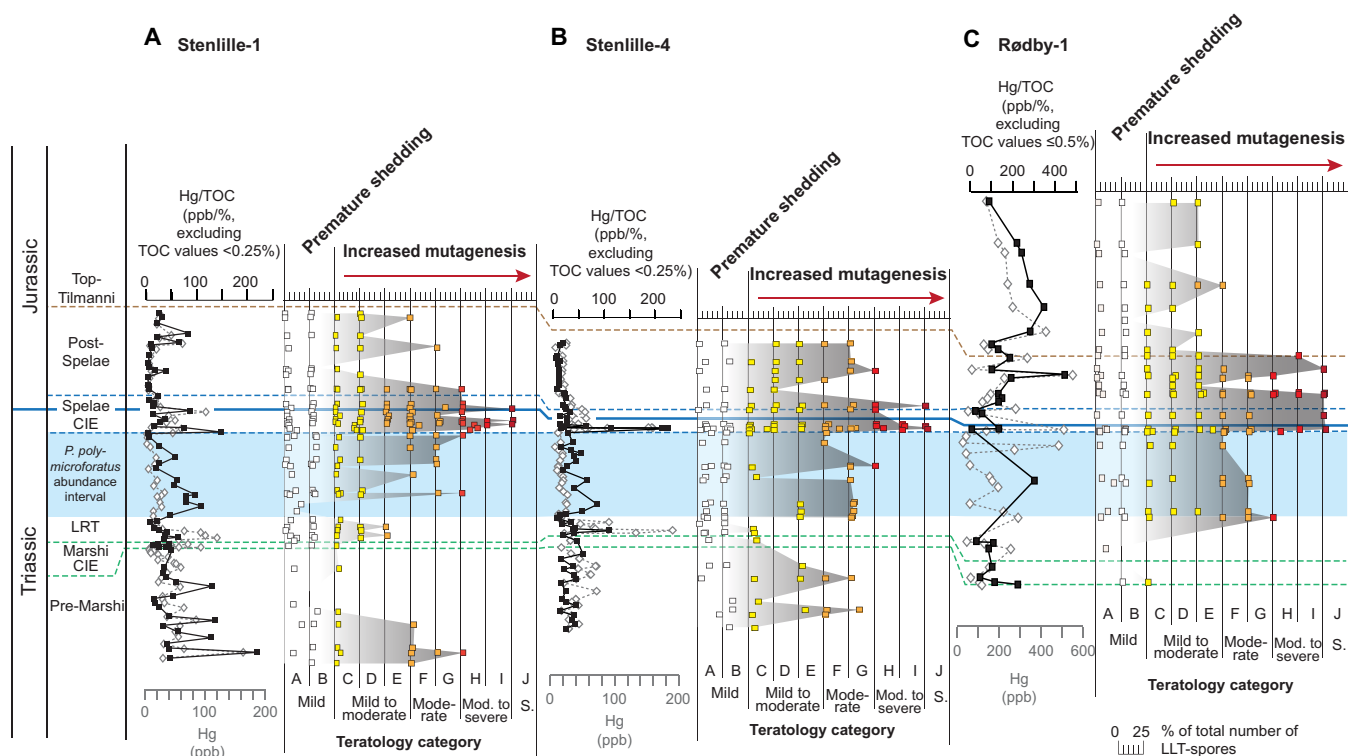 A Stenlille-1
B Stenlille-4
C Rødby-1
Hg/TOC
(ppb/%,
excluding
TOC values <0.25%)
0 100 200
Premature shedding
Increased mutagenesis
Hg/TOC
(ppb/%,
excluding
TOC values <0.25%)
0 100 200
Premature shedding
Increased mutagenesis
Hg/TOC
(ppb/%,
excluding
TOC values ≤0.5%)
0 200 400
Premature shedding
Increased mutagenesis
Jurassic
Triassic
Top-
Tilmanni
Post-
Spelae
Spelae
CIE
P. poly-
microforatus
abundance
interval
LRT
Marshi
CIE
Pre-Marshi
0 100 200
Hg
(ppb)
A B C D E F G H I J
Mild
Mild to
moderate
Mode-
rate
Mod. to
severe
S.
Teratology category
0 100 200
Hg
(ppb)
A B C D E F G H I J
Mild
Mild to
moderate
Mode-
rate
Mod. to
severe
S.
Teratology category
0 200 400 600
Hg
(ppb)
A B C D E F G H I J
Mild
Mild to
moderate
Mode-
rate
Mod. to
severe
S.
Teratology category
0 25
% of total number of
LLT-spores